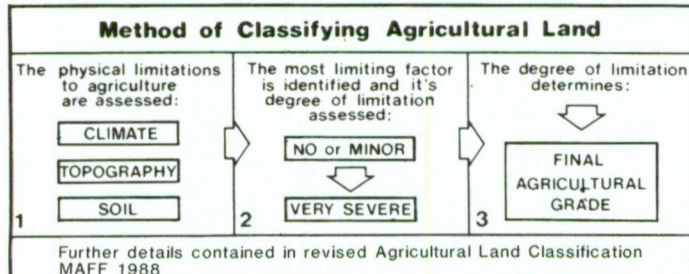 Method of Classifying Agricultural Land
The physical limitations
to agriculture
are assessed:
CLIMATE
TOPOGRAPHY
SOIL
1
The most limiting factor
is identified and it's
degree of limitation
assessed:
NO or MINOR
VERY SEVERE
2
The degree of limitation
determines:
FINAL
AGRICULTURAL
GRADE
3
Further details contained in revised Agricultural Land Classification
MAFF 1988